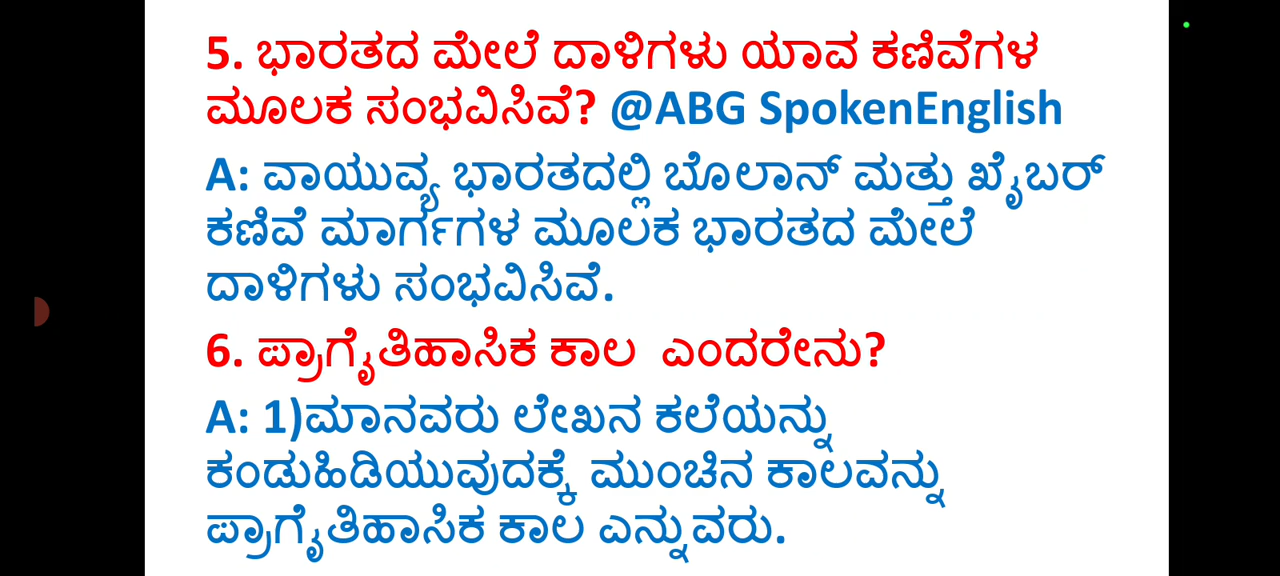 5. ಭಾರತದ ಮೇಲೆ ದಾಳಿಗಳು ಯಾವ ಕಣಿವೆಗಳ
ಮೂಲಕ ಸಂಭವಿಸಿವೆ? @ABG SpokenEnglish
A: ವಾಯುವ್ಯ ಭಾರತದಲ್ಲಿ ಬೊಲಾನ್ ಮತ್ತು ಖೈಬರ್
ಕಣಿವೆ ಮಾರ್ಗಗಳ ಮೂಲಕ ಭಾರತದ ಮೇಲೆ
ದಾಳಿಗಳು ಸಂಭವಿಸಿವೆ.
6. ಪ್ರಾಗೈತಿಹಾಸಿಕ ಕಾಲ ಎಂದರೇನು?
A: 1)ಮಾನವರು ಲೇಖನ ಕಲೆಯನ್ನು
ಕಂಡುಹಿಡಿಯುವುದಕ್ಕೆ ಮುಂಚಿನ ಕಾಲವನ್ನು
ಪ್ರಾಗೈತಿಹಾಸಿಕ ಕಾಲ ಎನ್ನುವರು.